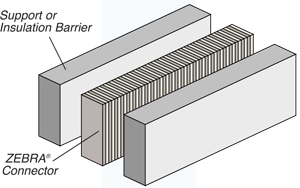 Support or
Insulation Barrier
ZEBRA®
Connector